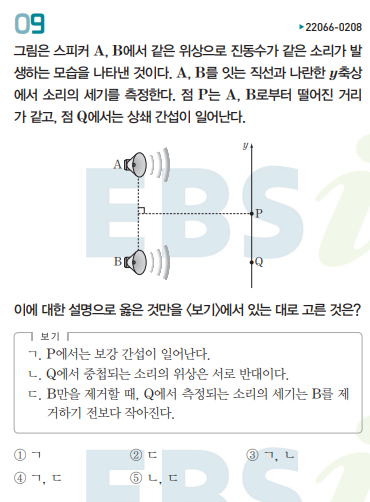 09
▶22066-0208
그림은 스피커 A, B에서 같은 위상으로 진동수가 같은 소리가 발
생하는 모습을 나타낸 것이다. A, B를 잇는 직선과 나란한 y축상
에서 소리의 세기를 측정한다. 점 P는 A, B로부터 떨어진 거리
가 같고, 점 Q에서는 상쇄 간섭이 일어난다.
y
A
P
B
Q
EBSi
이에 대한 설명으로 옳은 것만을 〈보기〉에서 있는 대로 고른 것은?
보기
ㄱ. P에서는 보강 간섭이 일어난다.
ㄴ. Q에서 중첩되는 소리의 위상은 서로 반대이다.
ㄷ. B만을 제거할 때, Q에서 측정되는 소리의 세기는 B를 제
거하기 전보다 작아진다.
① ㄱ ② ㄷ ③ ㄱ, ㄴ
④ ㄱ, ㄷ ⑤ ㄴ, ㄷ